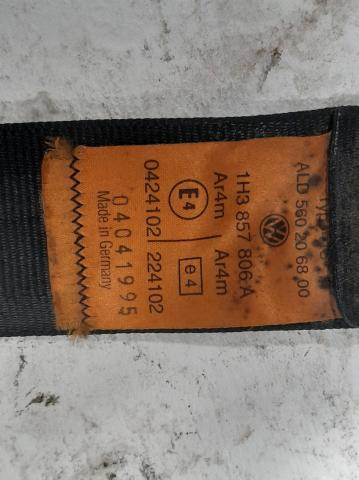 ALD 560 20 68 00
1H3 857 806 A
Ar4m Ar4m
E4 e4
0424102 224102
04041995
Made in Germany